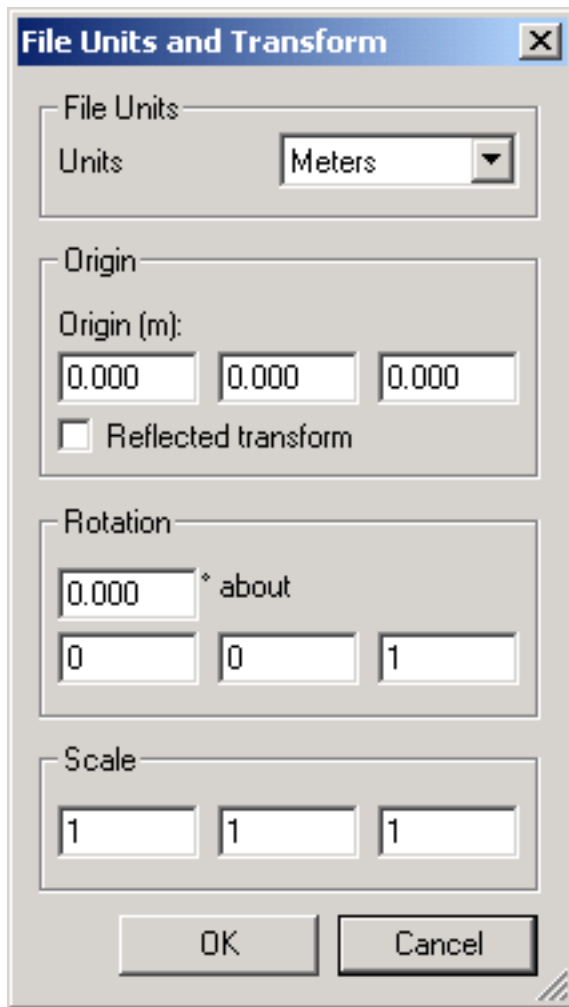 File Units and Transform
File Units
Units Meters
Origin
Origin (m):
0.000 0.000 0.000
Reflected transform
Rotation
0.000 ° about
0 0 1
Scale
1 1 1
OK Cancel